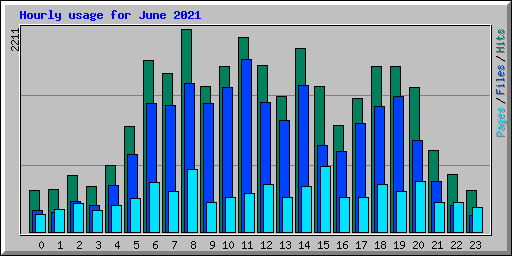 Hourly usage for June 2021
2211
Pages/Files/Hits
0 1 2 3 4 5 6 7 8 9 10 11 12 13 14 15 16 17 18 19 20 21 22 23